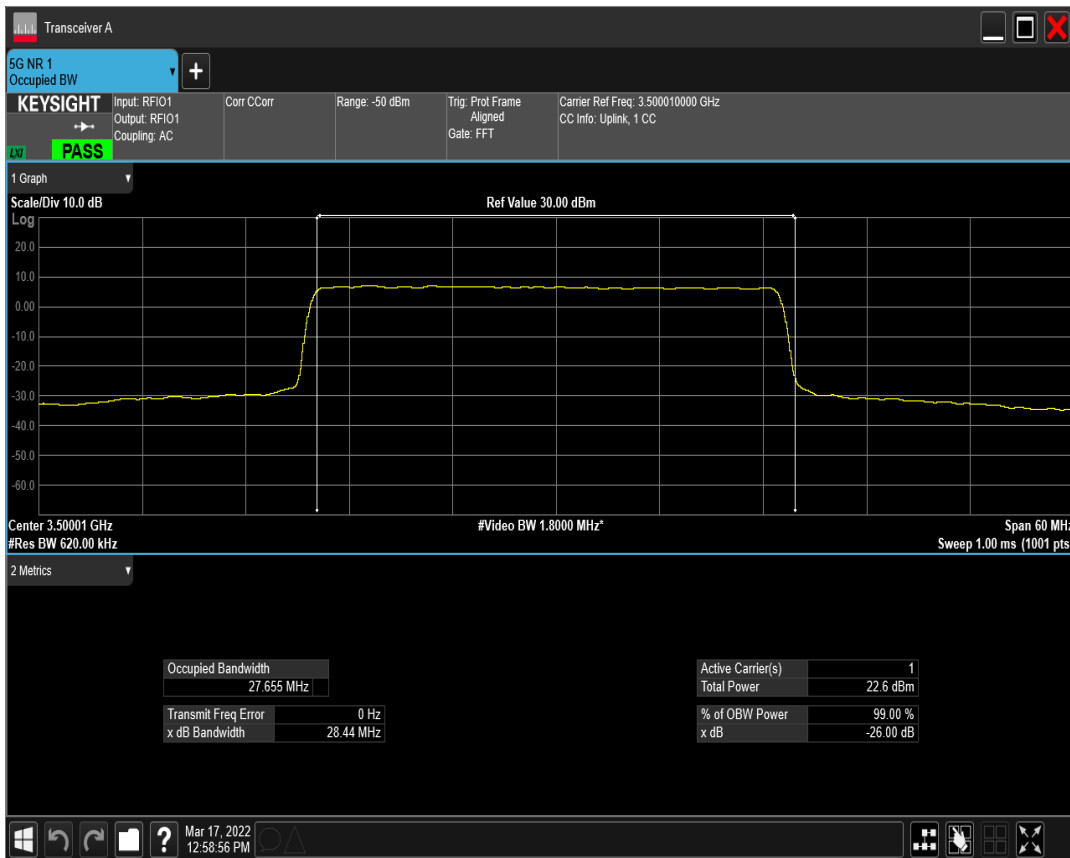 Transceiver A
5G NR 1
Occupied BW
KEYSIGHT
LXI
PASS
Input: RFIO1
Output: RFIO1
Coupling: AC
Corr CCorr
Range: -50 dBm
Trig: Prot Frame
Aligned
Gate: FFT
Carrier Ref Freq: 3.500010000 GHz
CC Info: Uplink, 1 CC
1 Graph
Scale/Div 10.0 dB
Ref Value 30.00 dBm
Log
20.0
10.0
0.00
-10.0
-20.0
-30.0
-40.0
-50.0
-60.0
Center 3.50001 GHz
#Video BW 1.8000 MHz*
Span 60 MHz
#Res BW 620.00 kHz
Sweep 1.00 ms (1001 pts
2 Metrics
Occupied Bandwidth
27.655 MHz
Transmit Freq Error 0 Hz
x dB Bandwidth 28.44 MHz
Active Carrier(s) 1
Total Power 22.6 dBm
% of OBW Power 99.00 %
x dB -26.00 dB
?
Mar 17, 2022
12:58:56 PM